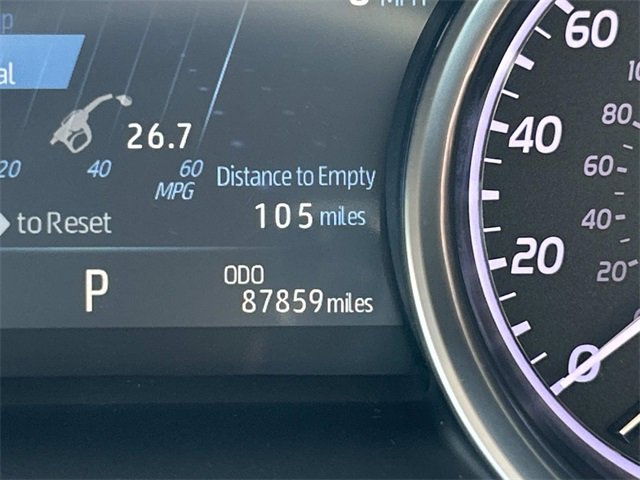 MPH
al
26.7
20 40 60
MPG
Distance to Empty
105 miles
to Reset
P
ODO
87859 miles
60
40
20
0
80
60
40
20